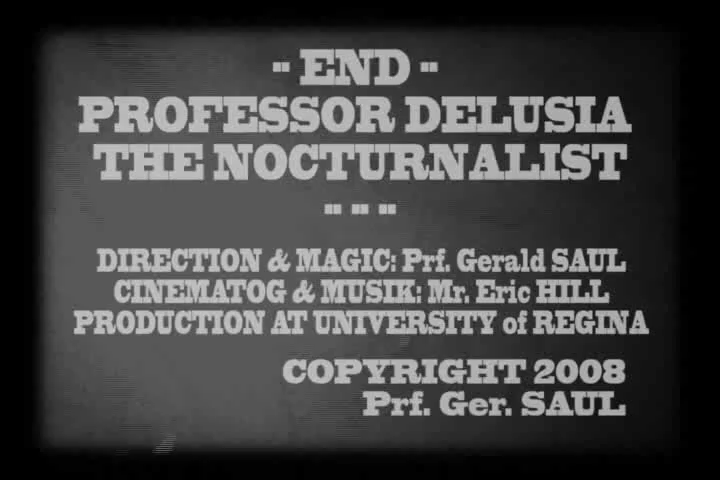 -- END --
PROFESSOR DELUSIA
THE NOCTURNALIST
-- -- --
DIRECTION & MAGIC: Prf. Gerald SAUL
CINEMATOG & MUSIK: Mr. Eric HILL
PRODUCTION AT UNIVERSITY of REGINA
COPYRIGHT 2008
Prf. Ger. SAUL